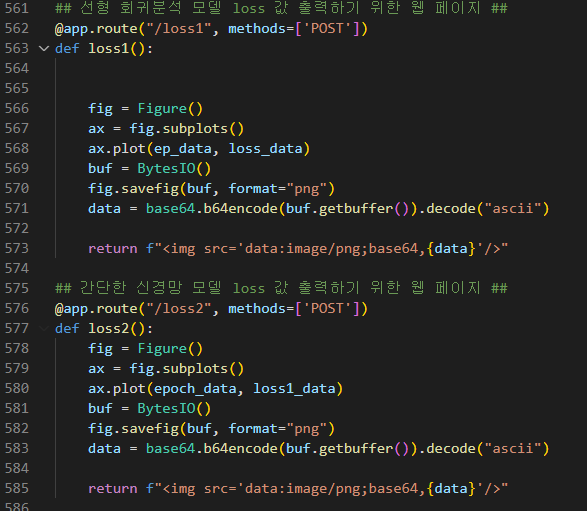 561 ## 선형 회귀분석 모델 loss 값 출력하기 위한 웹 페이지 ##
562 @app.route("/loss1", methods=['POST'])
563 def loss1():
564
565
566 fig = Figure()
567 ax = fig.subplots()
568 ax.plot(ep_data, loss_data)
569 buf = BytesIO()
570 fig.savefig(buf, format="png")
571 data = base64.b64encode(buf.getbuffer()).decode("ascii")
572
573 return f"<img src='data:image/png;base64,{data}'/>"
574
575 ## 간단한 신경망 모델 loss 값 출력하기 위한 웹 페이지 ##
576 @app.route("/loss2", methods=['POST'])
577 def loss2():
578 fig = Figure()
579 ax = fig.subplots()
580 ax.plot(epoch_data, loss1_data)
581 buf = BytesIO()
582 fig.savefig(buf, format="png")
583 data = base64.b64encode(buf.getbuffer()).decode("ascii")
584
585 return f"<img src='data:image/png;base64,{data}'/>"
586